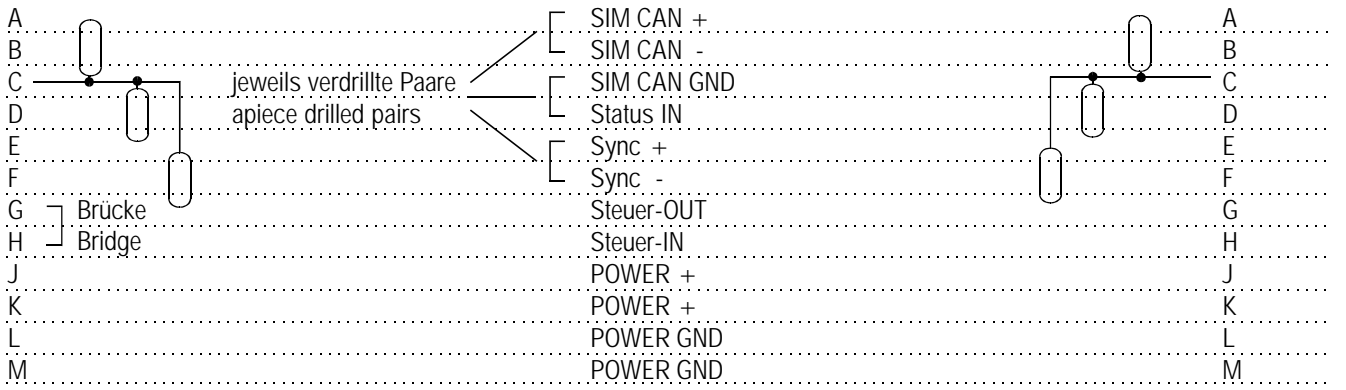 A SIM CAN + A
B SIM CAN - B
C jeweils verdrillte Paare SIM CAN GND C
D apiece drilled pairs Status IN D
E Sync + E
F Sync - F
G Brücke Steuer-OUT G
H Bridge Steuer-IN H
J POWER + J
K POWER + K
L POWER GND L
M POWER GND M